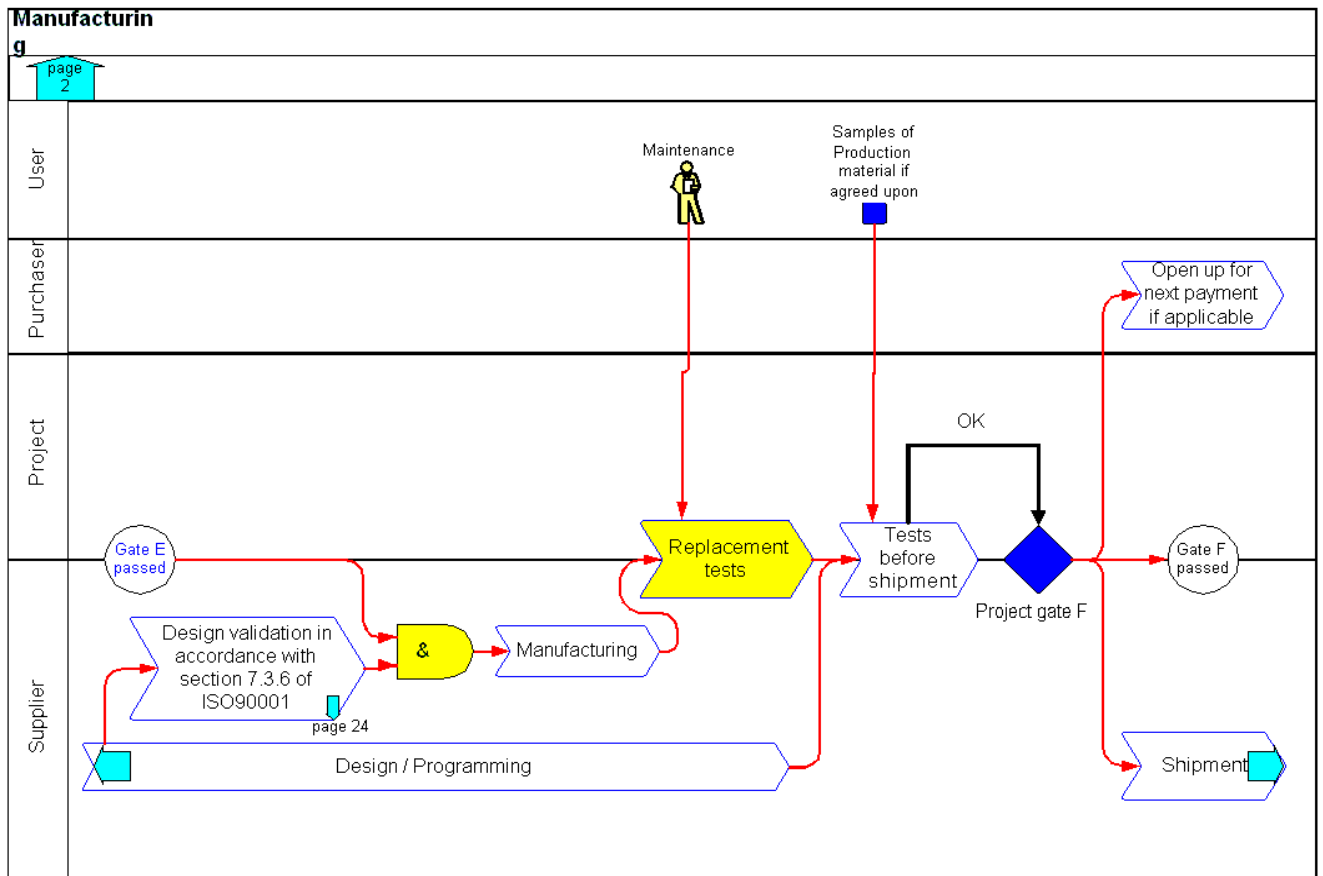 Manufacturin
g
page
2
User
Maintenance
Samples of
Production
material if
agreed upon
Purchaser
Open up for
next payment
if applicable
Project
OK
Gate E
passed
Replacement
tests
Tests
before
shipment
Project gate F
Gate F
passed
Supplier
Design validation in
accordance with
section 7.3.6 of
ISO90001
page 24
&
Manufacturing
Design / Programming
Shipment